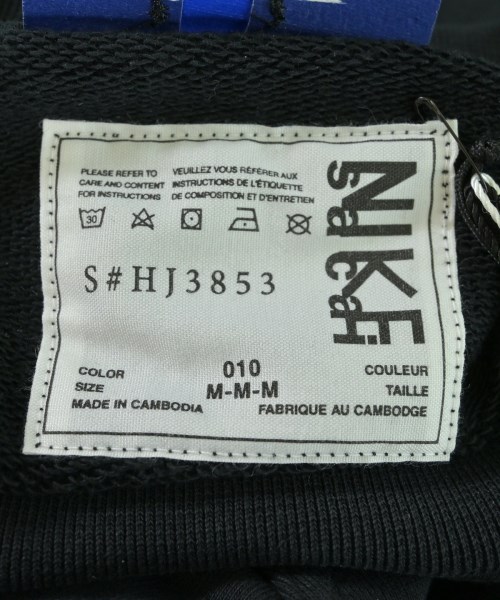 PLEASE REFER TO
CARE AND CONTENT
FOR INSTRUCTIONS
VEUILLEZ VOUS RÉFÉRER AUX
INSTRUCTIONS DE L'ÉTIQUETTE
DE COMPOSITION ET D'ENTRETIEN
30
S#HJ3853
NIKE
sacai
COLOR 010 COULEUR
SIZE M-M-M TAILLE
MADE IN CAMBODIA FABRIQUE AU CAMBODGE